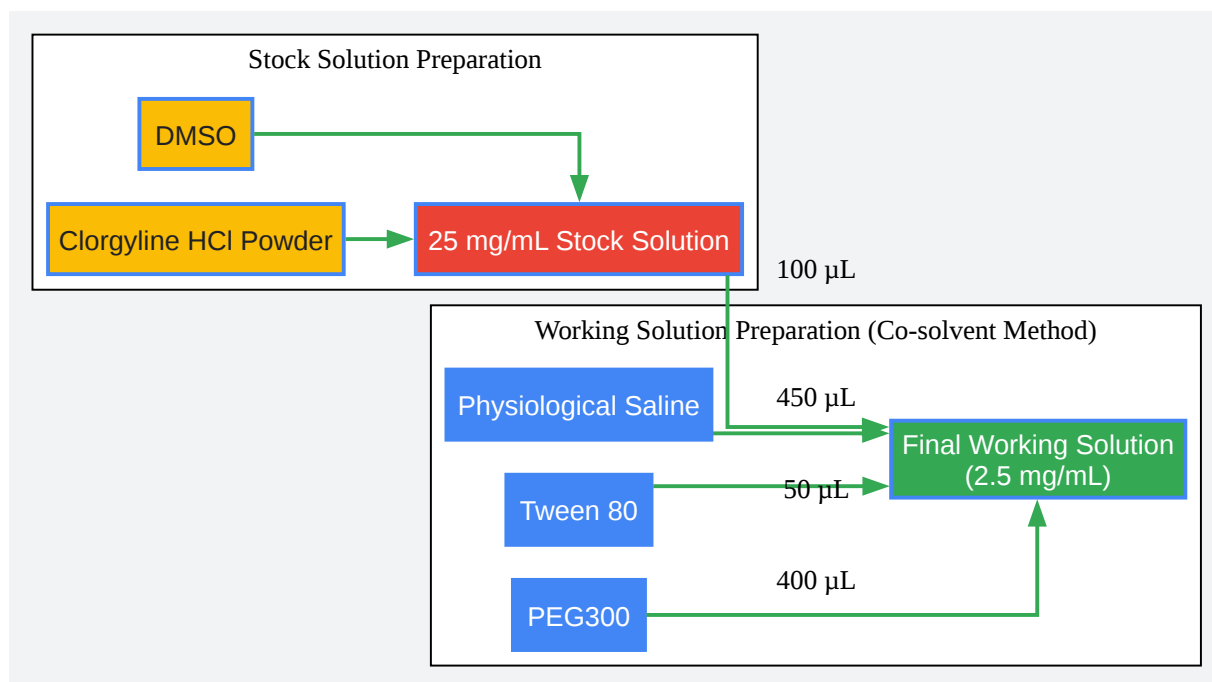 Stock Solution Preparation
DMSO
Clorgyline HCl Powder
25 mg/mL Stock Solution
100 µL
Working Solution Preparation (Co-solvent Method)
Physiological Saline
450 µL
Final Working Solution
(2.5 mg/mL)
Tween 80
50 µL
PEG300
400 µL